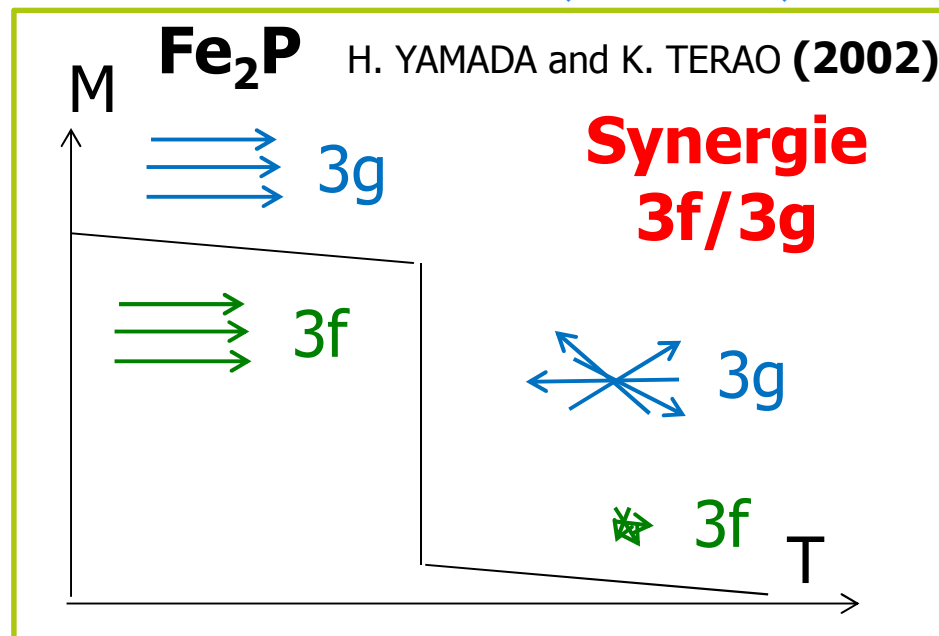 Fe₂P H. YAMADA and K. TERAO (2002)
M
3g
Synergie
3f/3g
3f
3g
3f
T